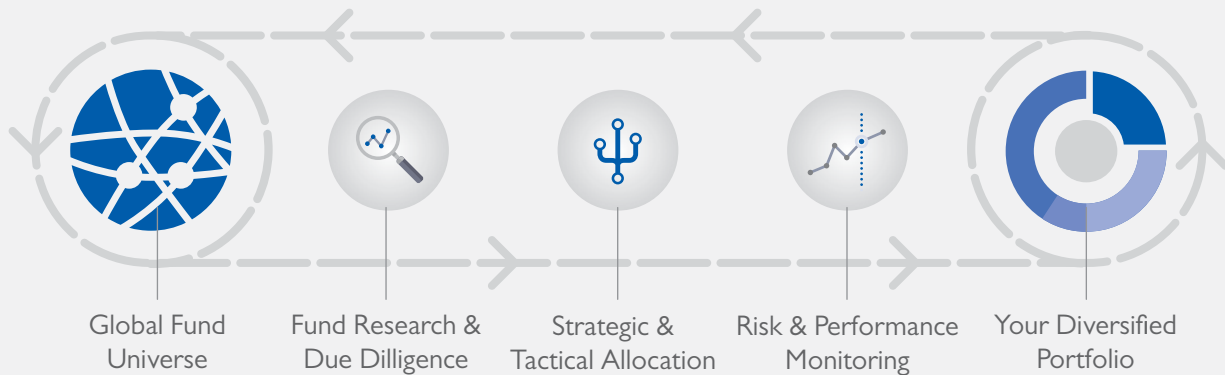 Global Fund
Universe
Fund Research &
Due Dilligence
Strategic &
Tactical Allocation
Risk & Performance
Monitoring
Your Diversified
Portfolio